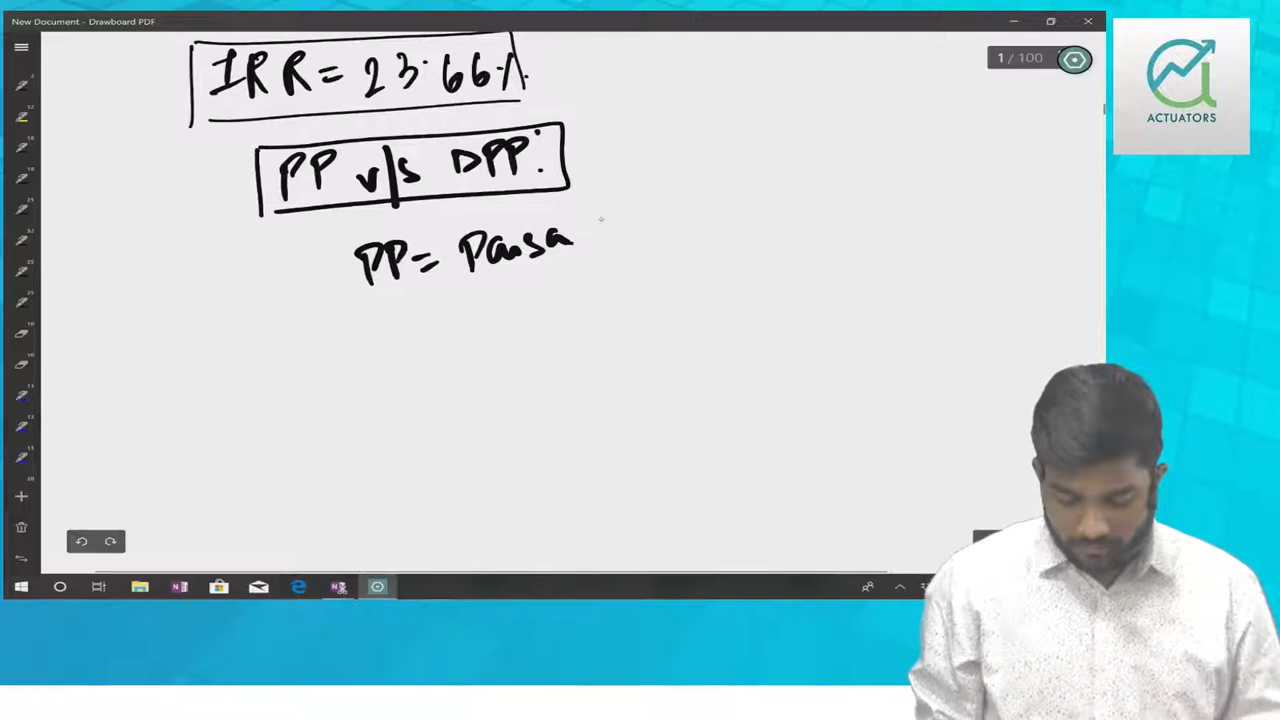 New Document - Drawboard PDF
1 / 100
ACTUATORS
IRR = 23.66%.
PP v/s DPP.
PP = Paisa